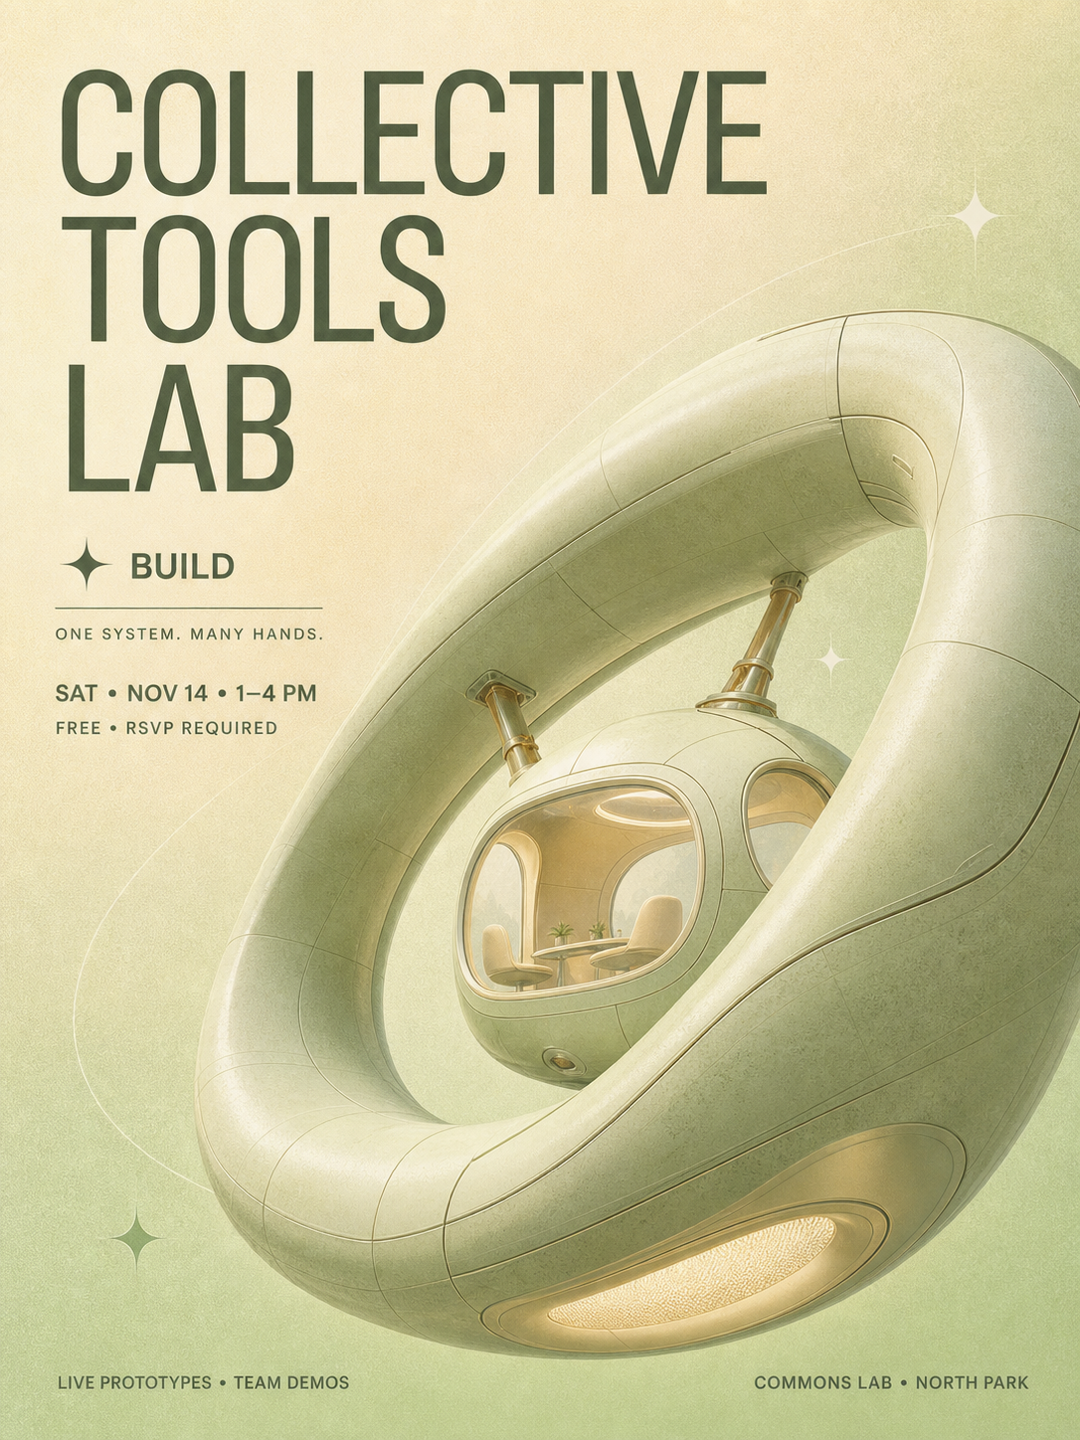 COLLECTIVE
TOOLS
LAB
BUILD
ONE SYSTEM. MANY HANDS.
SAT • NOV 14 • 1–4 PM
FREE • RSVP REQUIRED
LIVE PROTOTYPES • TEAM DEMOS
COMMONS LAB • NORTH PARK